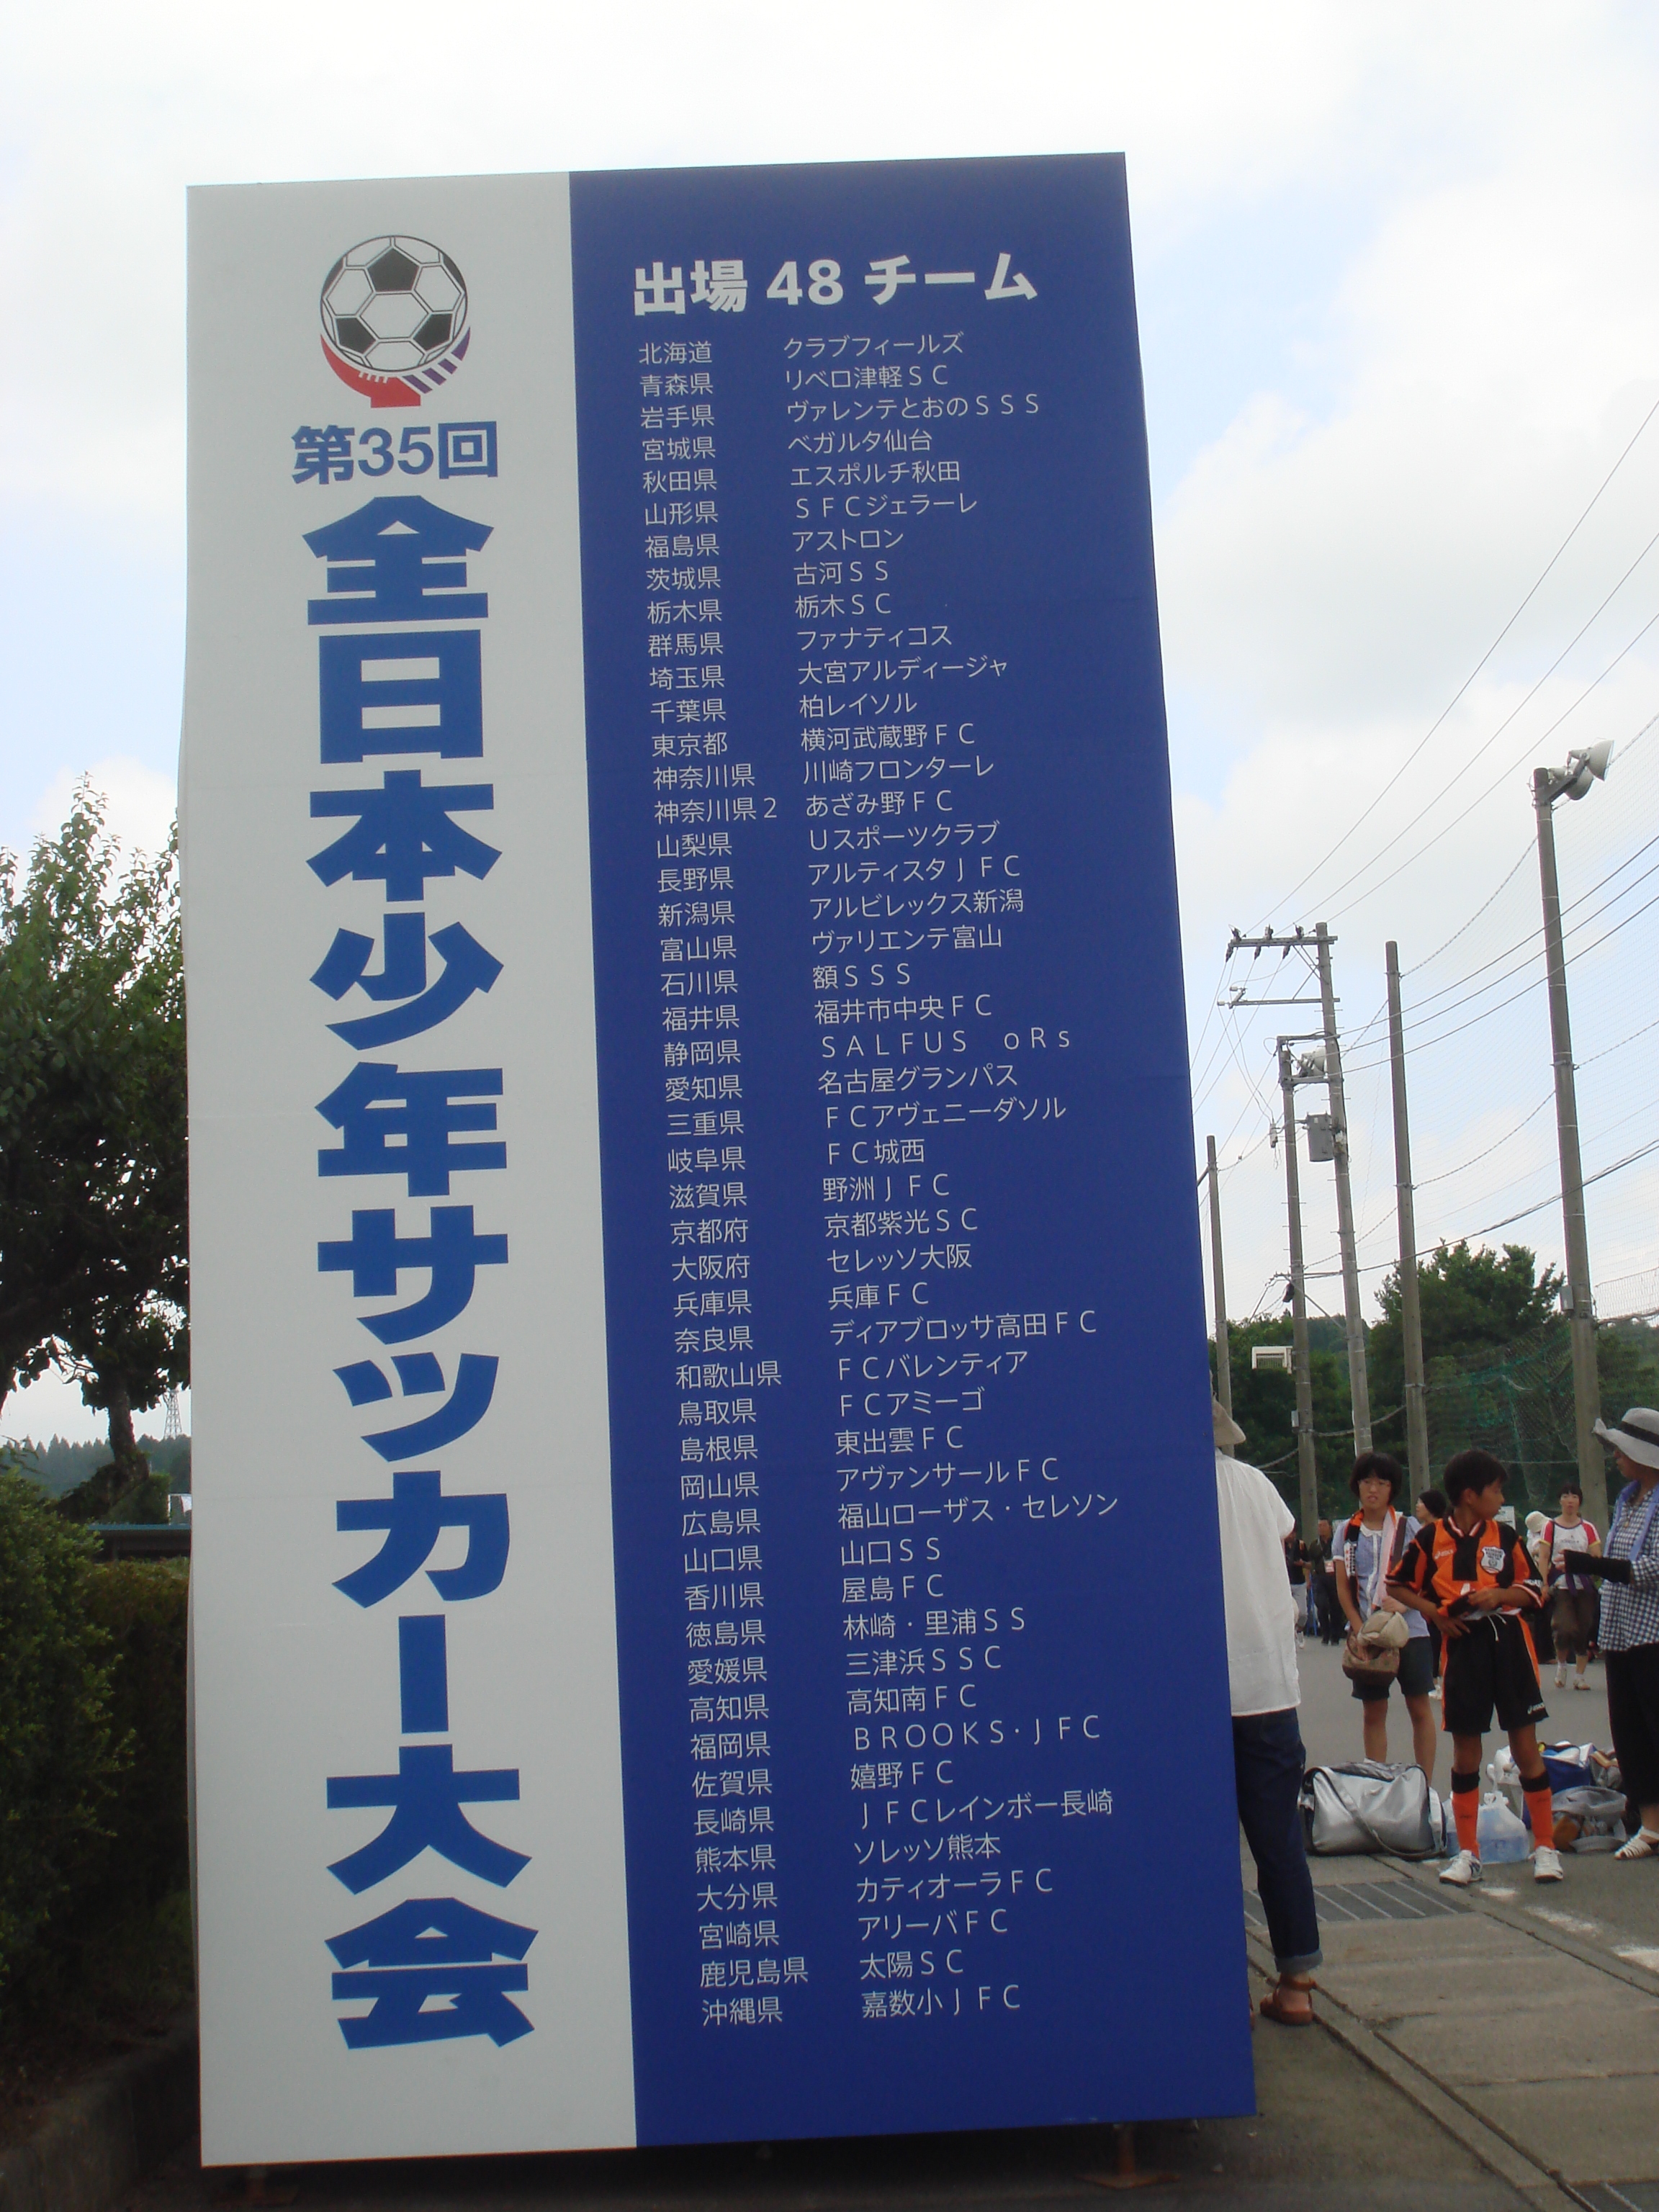 第35回
全日本少年サッカー大会
出場 48 チーム
北海道 クラブフィールズ
青森県 リベロ津軽ＳＣ
岩手県 ヴァレンテとおのＳＳＳ
宮城県 ベガルタ仙台
秋田県 エスポルチ秋田
山形県 ＳＦＣジェラーレ
福島県 アストロン
茨城県 古河ＳＳ
栃木県 栃木ＳＣ
群馬県 ファナティコス
埼玉県 大宮アルディージャ
千葉県 柏レイソル
東京都 横河武蔵野ＦＣ
神奈川県 川崎フロンターレ
神奈川県２ あざみ野ＦＣ
山梨県 Ｕスポーツクラブ
長野県 アルティスタＪＦＣ
新潟県 アルビレックス新潟
富山県 ヴァリエンテ富山
石川県 額ＳＳＳ
福井県 福井市中央ＦＣ
静岡県 ＳＡＬＦＵＳ　ｏＲｓ
愛知県 名古屋グランパス
三重県 ＦＣアヴェニーダソル
岐阜県 ＦＣ城西
滋賀県 野洲ＪＦＣ
京都府 京都紫光ＳＣ
大阪府 セレッソ大阪
兵庫県 兵庫ＦＣ
奈良県 ディアブロッサ高田ＦＣ
和歌山県 ＦＣバレンティア
鳥取県 ＦＣアミーゴ
島根県 東出雲ＦＣ
岡山県 アヴァンサールＦＣ
広島県 福山ローザス・セレソン
山口県 山口ＳＳ
香川県 屋島ＦＣ
徳島県 林崎・里浦ＳＳ
愛媛県 三津浜ＳＳＣ
高知県 高知南ＦＣ
福岡県 ＢＲＯＯＫＳ・ＪＦＣ
佐賀県 嬉野ＦＣ
長崎県 ＪＦＣレインボー長崎
熊本県 ソレッソ熊本
大分県 カティオーラＦＣ
宮崎県 アリーバＦＣ
鹿児島県 太陽ＳＣ
沖縄県 嘉数小ＪＦＣ